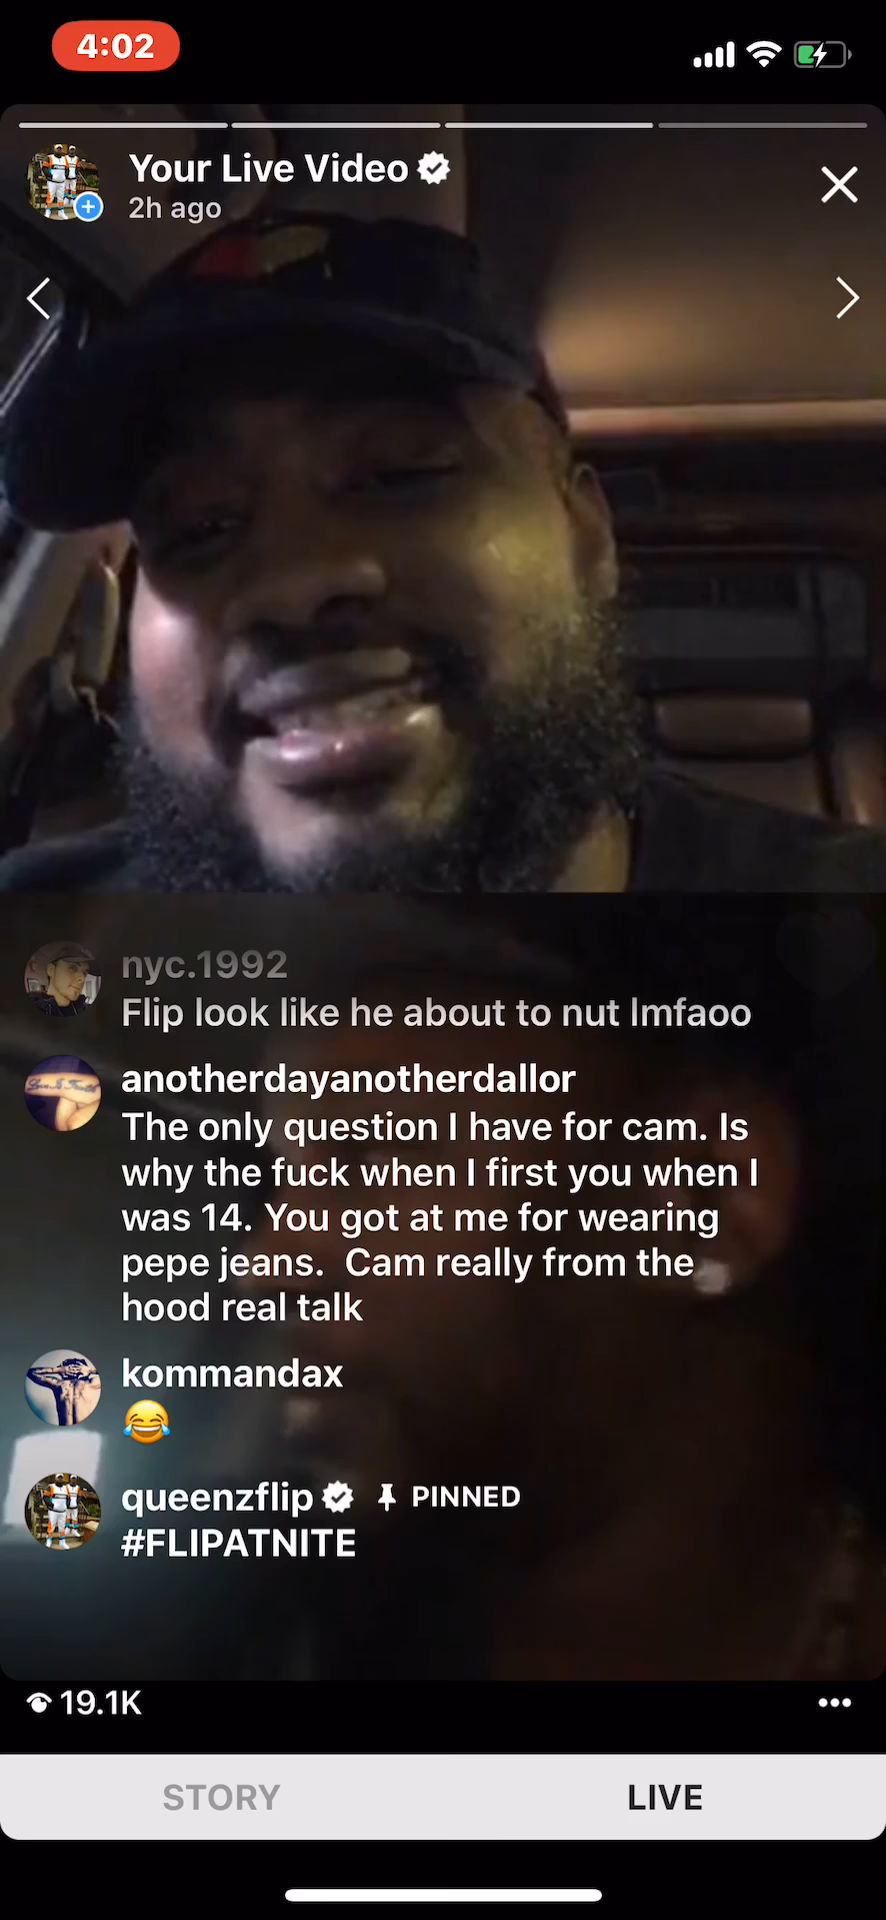 4:02
Your Live Video
2h ago
nyc.1992
Flip look like he about to nut lmfaoo
anotherdayanotherdallor
The only question I have for cam. Is
why the fuck when I first you when I
was 14. You got at me for wearing
pepe jeans.  Cam really from the
hood real talk
kommandax
😂
queenzflip PINNED
#FLIPATNITE
19.1K
STORY
LIVE